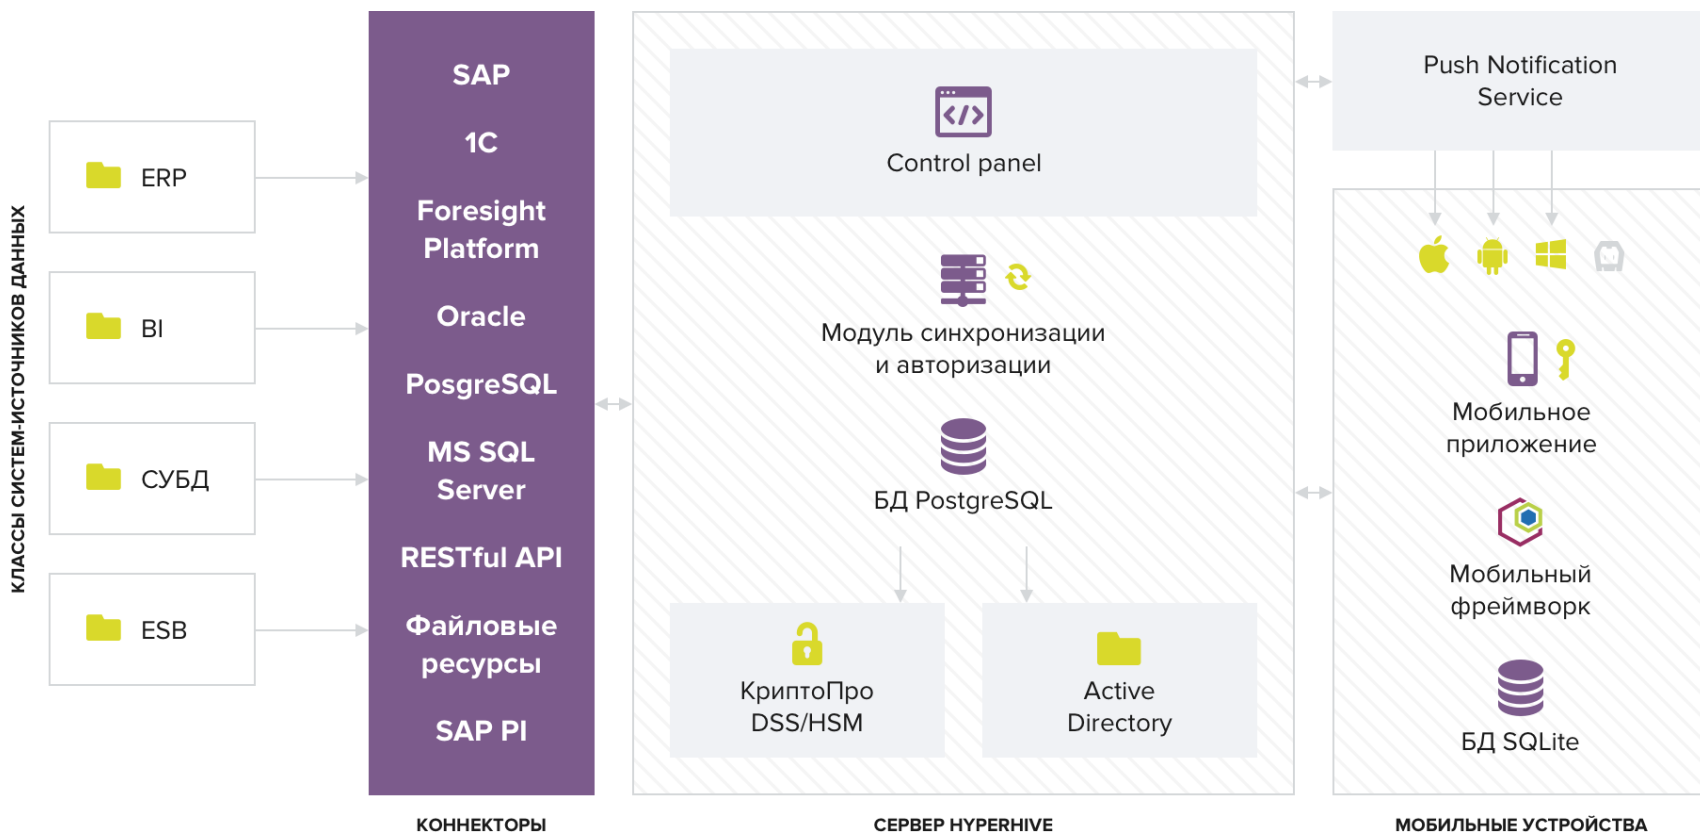 КЛАССЫ СИСТЕМ-ИСТОЧНИКОВ ДАННЫХ
ERP
BI
СУБД
ESB
SAP
1C
Foresight
Platform
Oracle
PosgreSQL
MS SQL
Server
RESTful API
Файловые
ресурсы
SAP PI
КОННЕКТОРЫ
Control panel
Модуль синхронизации
и авторизации
БД PostgreSQL
КриптоПро
DSS/HSM
Active
Directory
СЕРВЕР HYPERHIVE
Push Notification
Service
Мобильное
приложение
Мобильный
фреймворк
БД SQLite
МОБИЛЬНЫЕ УСТРОЙСТВА